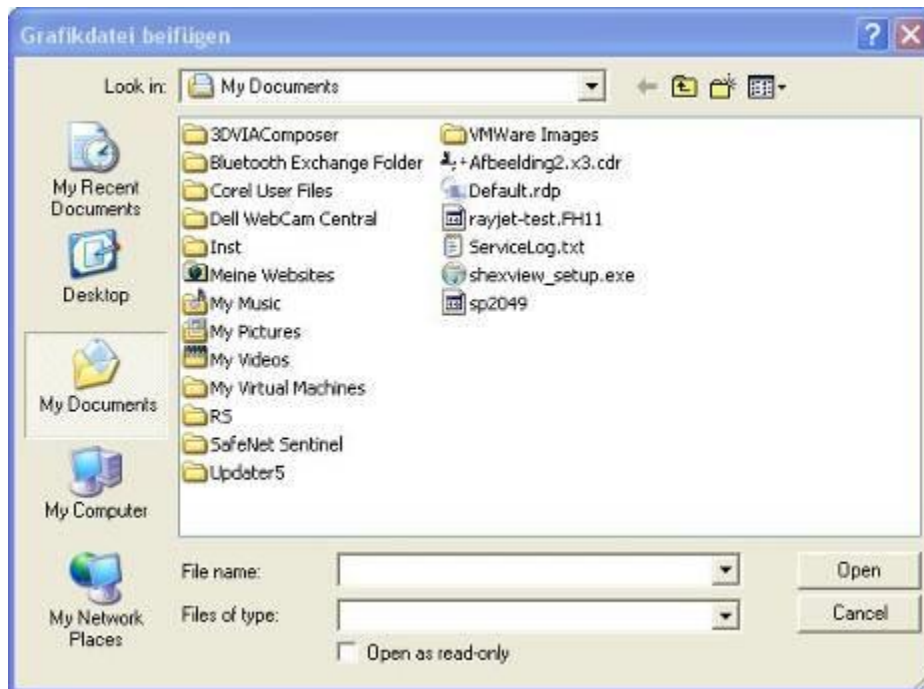 Grafikdatei beifügen
Look in: My Documents
My Recent
Documents
Desktop
My Documents
My Computer
My Network
Places
3DVIAComposer
Bluetooth Exchange Folder
Corel User Files
Dell WebCam Central
Inst
Meine Websites
My Music
My Pictures
My Videos
My Virtual Machines
RS
SafeNet Sentinel
Updater5
VMWare Images
Afbeelding2.x3.cdr
Default.rdp
rayjet-test.FH11
ServiceLog.txt
shexview_setup.exe
sp2049
File name:
Open
Files of type:
Cancel
Open as read-only